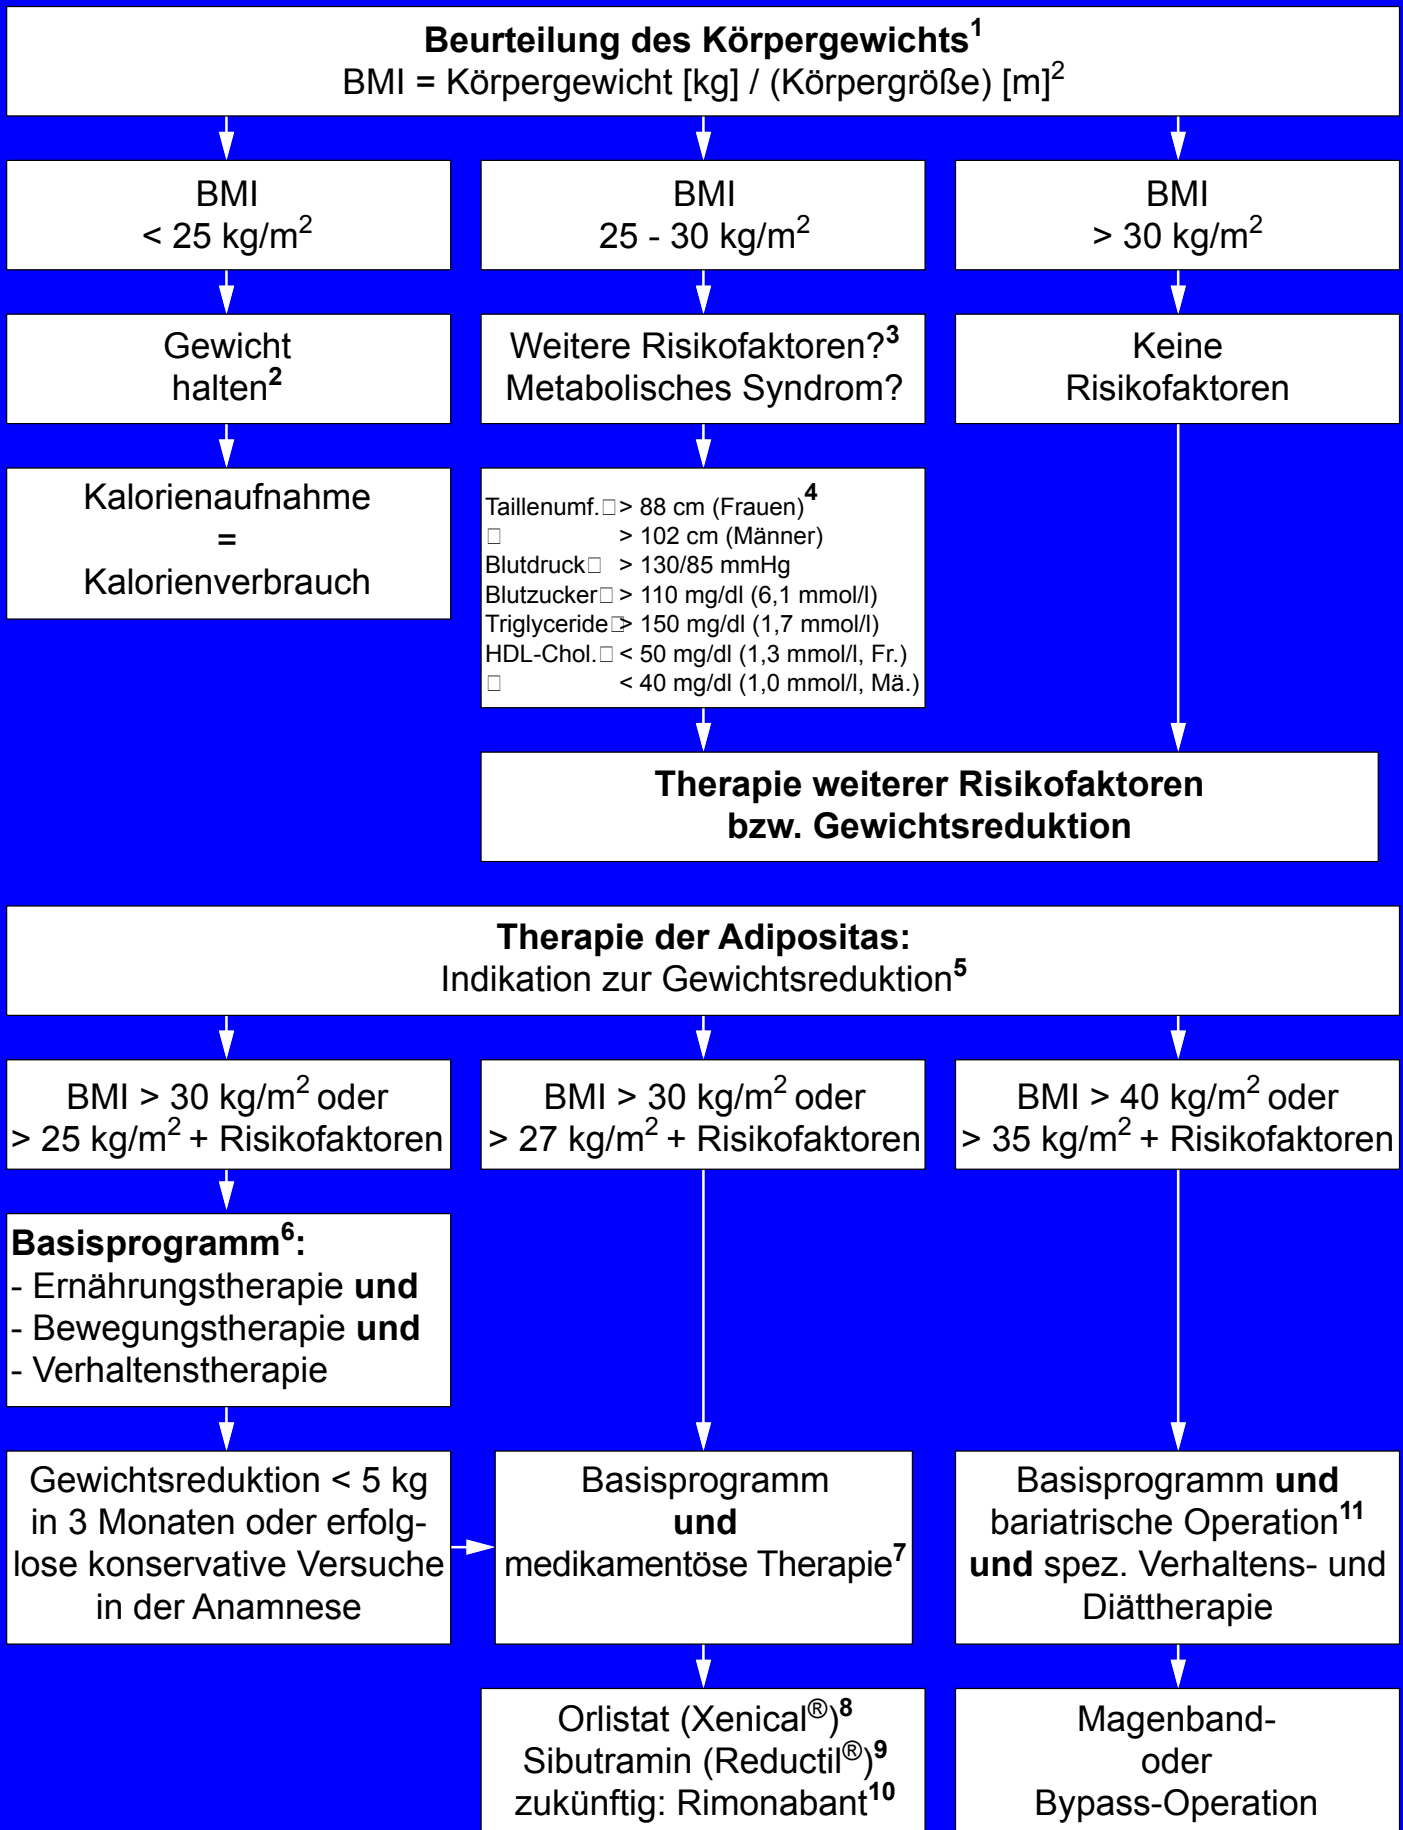 Beurteilung des Körpergewichts¹
BMI = Körpergewicht [kg] / (Körpergröße) [m]²
BMI
< 25 kg/m²
BMI
25 - 30 kg/m²
BMI
> 30 kg/m²
Gewicht
halten²
Weitere Risikofaktoren?³
Metabolisches Syndrom?
Keine
Risikofaktoren
Kalorienaufnahme
=
Kalorienverbrauch
Taillenumf.□ > 88 cm (Frauen)⁴
□ > 102 cm (Männer)
Blutdruck□ > 130/85 mmHg
Blutzucker□ > 110 mg/dl (6,1 mmol/l)
Triglyceride□ > 150 mg/dl (1,7 mmol/l)
HDL-Chol.□ < 50 mg/dl (1,3 mmol/l, Fr.)
□ < 40 mg/dl (1,0 mmol/l, Mä.)
Therapie weiterer Risikofaktoren
bzw. Gewichtsreduktion
Therapie der Adipositas:
Indikation zur Gewichtsreduktion⁵
BMI > 30 kg/m² oder
> 25 kg/m² + Risikofaktoren
BMI > 30 kg/m² oder
> 27 kg/m² + Risikofaktoren
BMI > 40 kg/m² oder
> 35 kg/m² + Risikofaktoren
Basisprogramm⁶:
- Ernährungstherapie und
- Bewegungstherapie und
- Verhaltenstherapie
Gewichtsreduktion < 5 kg
in 3 Monaten oder erfolg-
lose konservative Versuche
in der Anamnese
Basisprogramm
und
medikamentöse Therapie⁷
Basisprogramm und
bariatrische Operation¹¹
und spez. Verhaltens- und
Diättherapie
Orlistat (Xenical®)⁸
Sibutramin (Reductil®)⁹
zukünftig: Rimonabant¹⁰
Magenband-
oder
Bypass-Operation